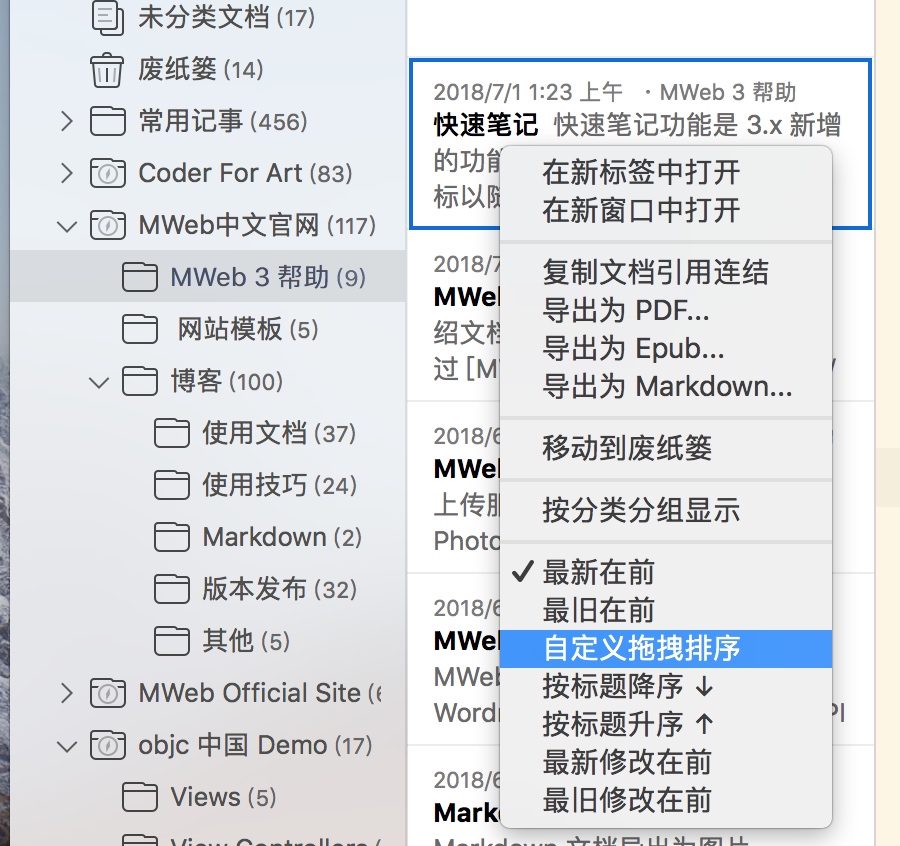 未分类文档 (17)
废纸篓 (14)
常用记事 (456)
Coder For Art (83)
MWeb中文官网 (117)
MWeb 3 帮助 (9)
网站模板 (5)
博客 (100)
使用文档 (37)
使用技巧 (24)
Markdown (2)
版本发布 (32)
其他 (5)
MWeb Official Site
objc 中国 Demo (17)
Views (5)
View Controllers
2018/7/1 1:23 上午 · MWeb 3 帮助
快速笔记 快速笔记功能是 3.x 新增
的功能
标以
2018/7
MWeb
绍文档
过 [M
2018/6
MWeb
上传服
Photo
2018/6
MWeb
MWeb
Word
2018/6
Mark
Markdown 文档导出为图片
在新标签中打开
在新窗口中打开
复制文档引用连结
导出为 PDF...
导出为 Epub...
导出为 Markdown...
移动到废纸篓
按分类分组显示
✓ 最新在前
最旧在前
自定义拖拽排序
按标题降序 ↓
按标题升序 ↑
最新修改在前
最旧修改在前